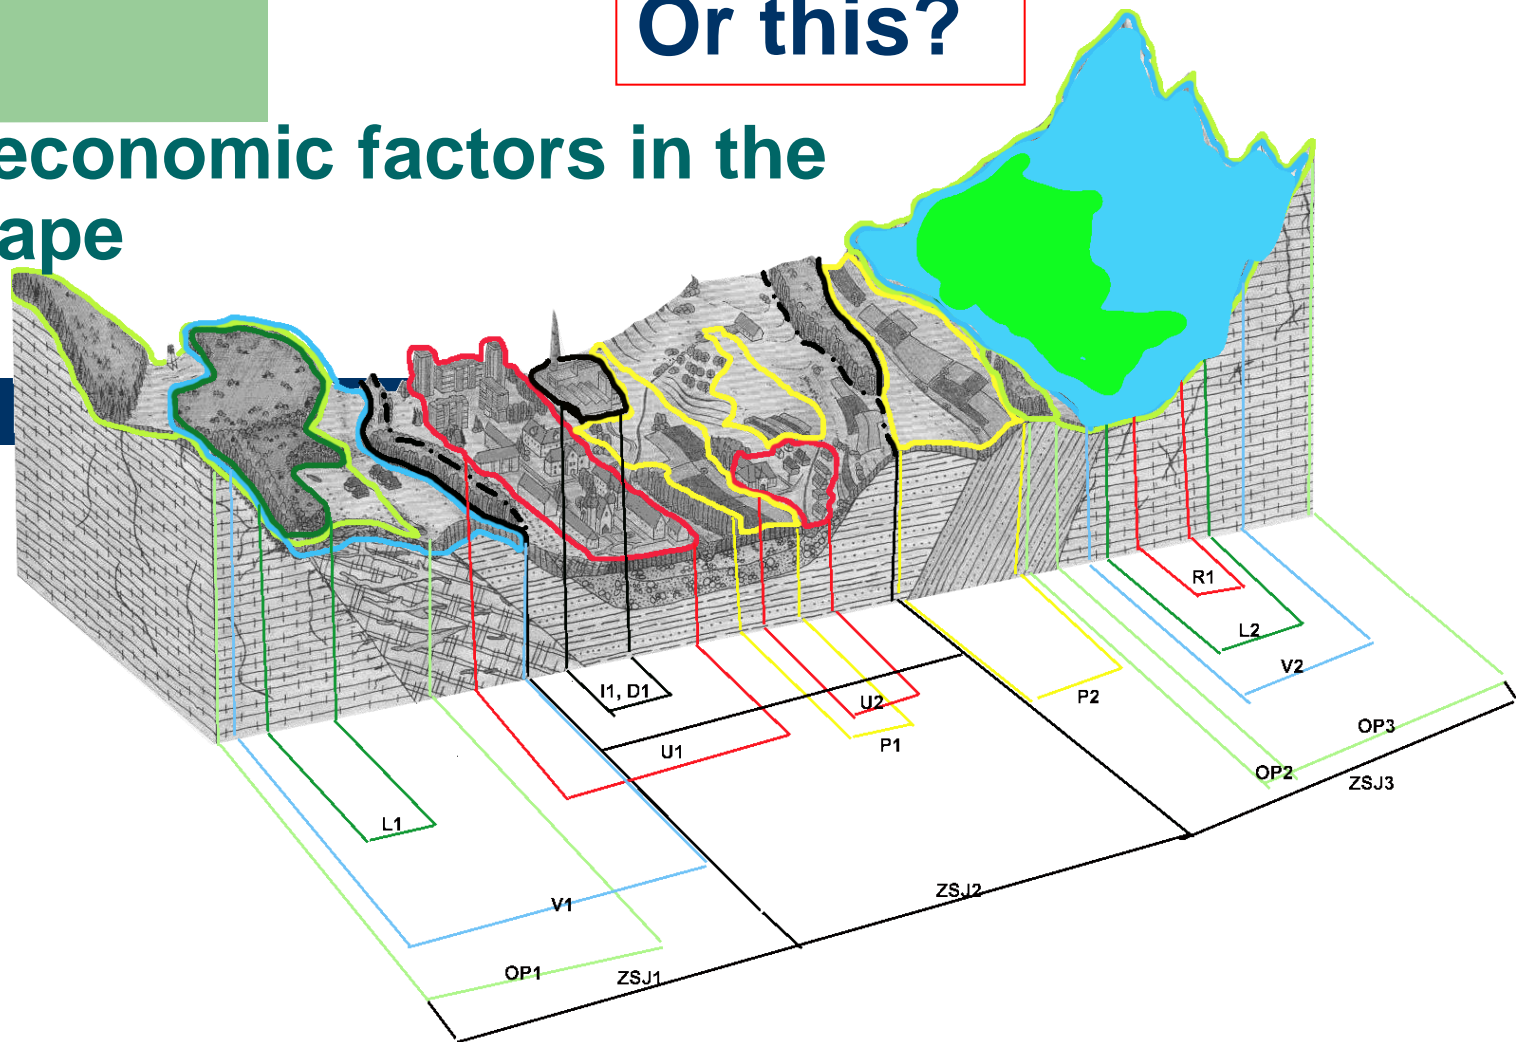 Or this?
economic factors in the
ape
R1
L2
V2
I1, D1
U2
P2
P1
U1
OP3
OP2
ZSJ3
L1
ZSJ2
V1
OP1
ZSJ1